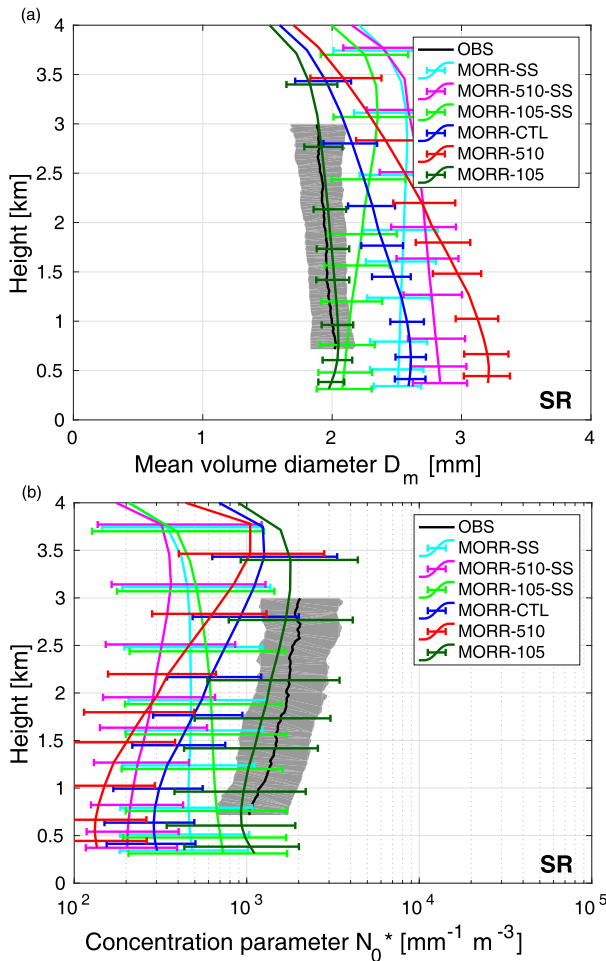 (a)
4
3.5
3
2.5
2
1.5
1
0.5
0
Height [km]
OBS
MORR-SS
MORR-510-SS
MORR-105-SS
MORR-CTL
MORR-510
MORR-105
SR
0 1 2 3 4
Mean volume diameter D_m [mm]
(b)
4
3.5
3
2.5
2
1.5
1
0.5
0
Height [km]
OBS
MORR-SS
MORR-510-SS
MORR-105-SS
MORR-CTL
MORR-510
MORR-105
SR
10^2 10^3 10^4 10^5
Concentration parameter N_0* [mm^-1 m^-3]